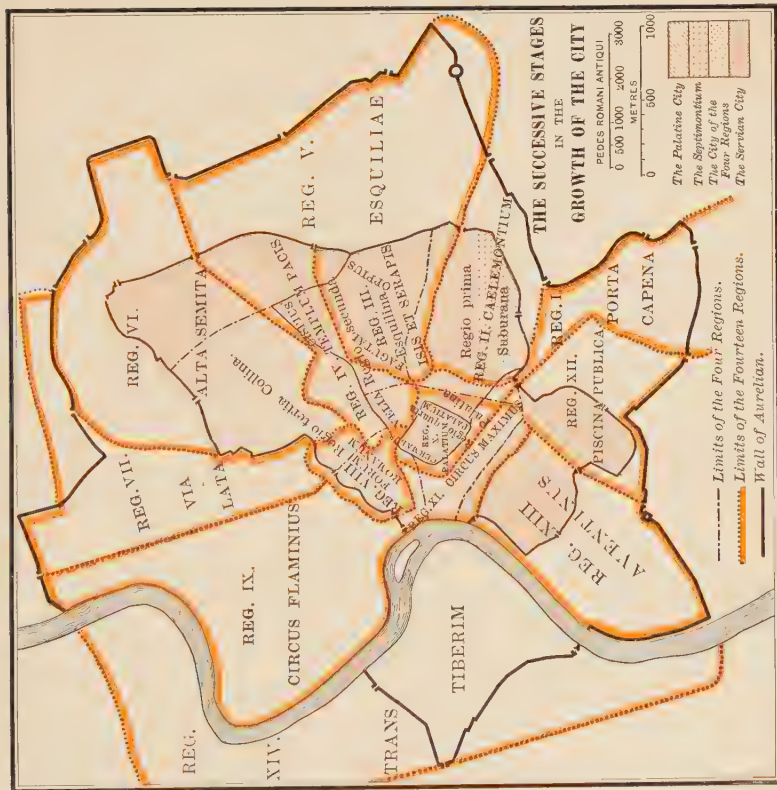 THE SUCCESSIVE STAGES
IN THE
GROWTH OF THE CITY
PEDES ROMANI ANTIQUI
0 500 1000 2000 3000
METRES
0 500 1000
The Palatine City
The Septimontium
The City of the
Four Regions
The Servian City
Limits of the Four Regions.
Limits of the Fourteen Regions.
Wall of Aurelian.
REG. VI.
ALTA SEMITA
REG. VII.
VIA
LATA
REG. IX.
CIRCUS FLAMINIUS
REG.
XIV.
TRANS
TIBERIM
REG. V.
ESQUILIAE
Regio tertia Collina.
REG. IV
TEMPLUM PACIS
REG. III.
ISIS ET SERAPIS
OPPIUS
Regio prima
Suburana
REG. II. CAELEMONTIUM
REG. VIII.
FORUM
ROMANUM
REG.
X.
PALATIUM
REG. XI. CIRCUS MAXIMUS
REG. I.
PORTA
CAPENA
REG. XII.
PISCINA PUBLICA
REG. XIII
AVENTINUS